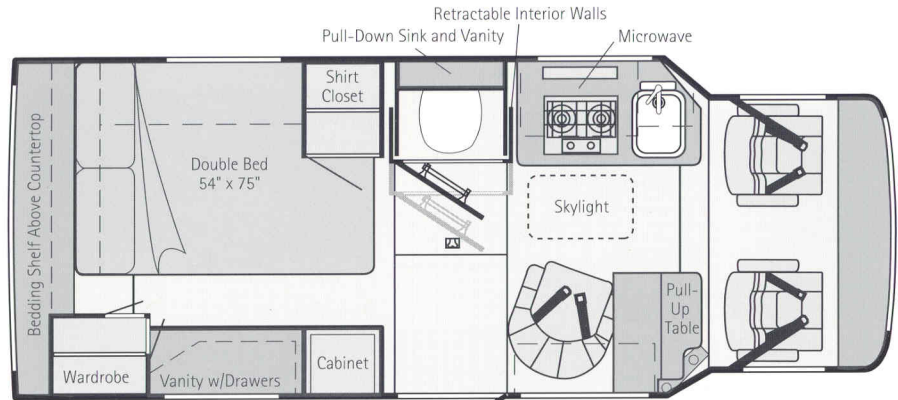 Retractable Interior Walls
Pull-Down Sink and Vanity
Microwave
Shirt
Closet
Bedding Shelf Above Countertop
Double Bed
54" x 75"
Skylight
Pull-
Up
Table
Wardrobe
Vanity w/Drawers
Cabinet